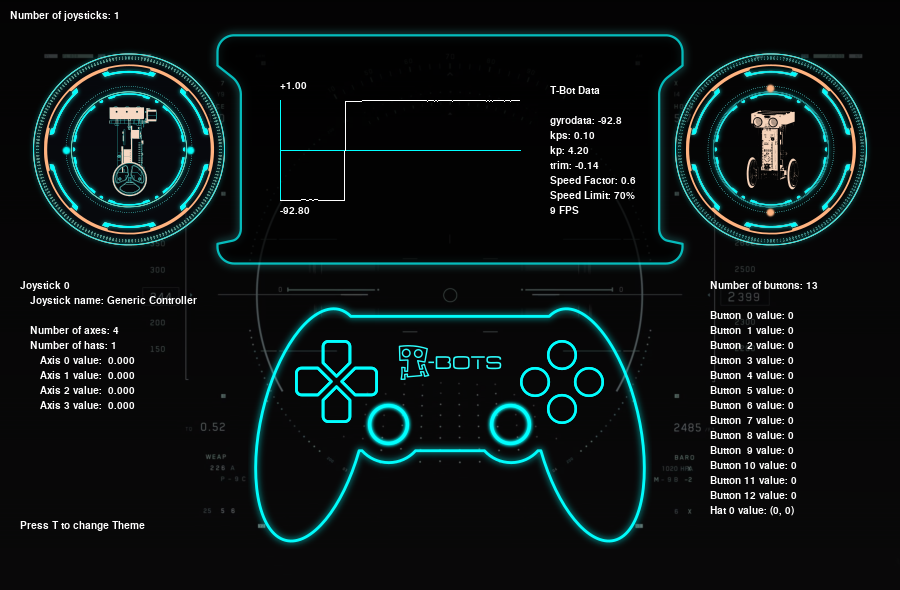 Number of joysticks: 1
+1.00
-92.80
T-Bot Data
gyrodata: -92.8
kps: 0.10
kp: 4.20
trim: -0.14
Speed Factor: 0.6
Speed Limit: 70%
9 FPS
Joystick 0
Joystick name: Generic Controller
Number of axes: 4
Number of hats: 1
Axis 0 value: 0.000
Axis 1 value: 0.000
Axis 2 value: 0.000
Axis 3 value: 0.000
300
200
150
0.52
WEAP
226 A
P - 9 C
25 5 6
T-BOTS
Number of buttons: 13
Button 0 value: 0
Button 1 value: 0
Button 2 value: 0
Button 3 value: 0
Button 4 value: 0
Button 5 value: 0
Button 6 value: 0
Button 7 value: 0
Button 8 value: 0
Button 9 value: 0
Button 10 value: 0
Button 11 value: 0
Button 12 value: 0
Hat 0 value: (0, 0)
2500
2399
2485
BARO
Press T to change Theme